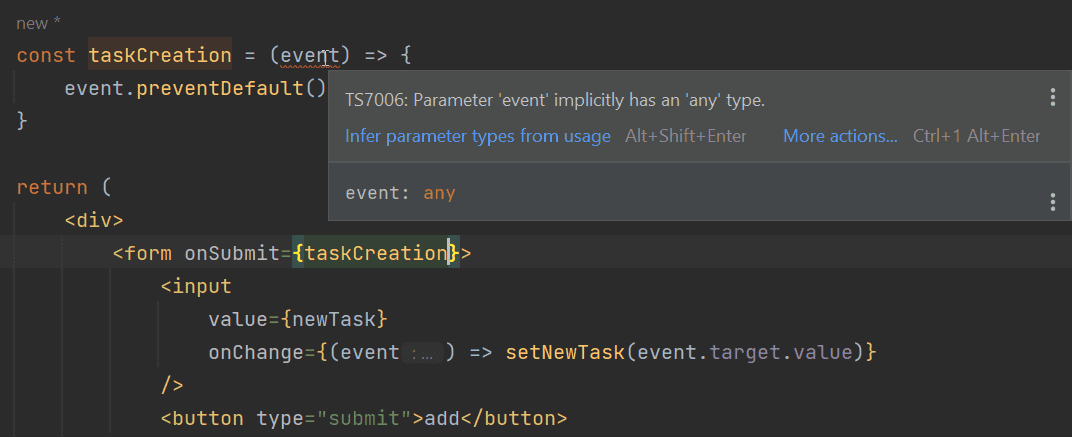 new *
const taskCreation = (event) => {
event.preventDefault()
}
TS7006: Parameter 'event' implicitly has an 'any' type.
Infer parameter types from usage Alt+Shift+Enter More actions... Ctrl+1 Alt+Enter
event: any
return (
<div>
<form onSubmit={taskCreation}>
<input
value={newTask}
onChange={(event :... ) => setNewTask(event.target.value)}
/>
<button type="submit">add</button>